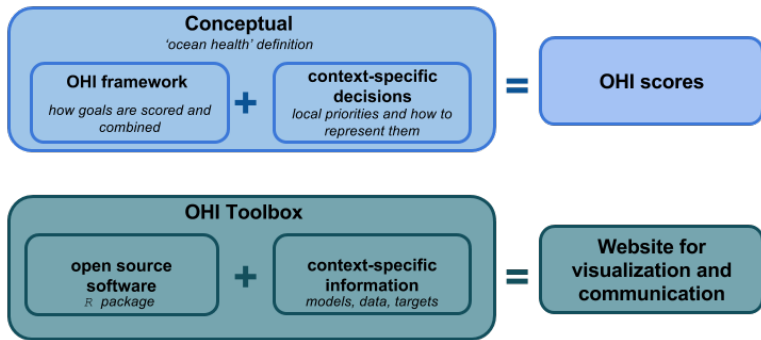 Conceptual
'ocean health' definition
OHI framework
how goals are scored and
combined
+
context-specific
decisions
local priorities and how to
represent them
=
OHI scores
OHI Toolbox
open source
software
R package
+
context-specific
information
models, data, targets
=
Website for
visualization and
communication